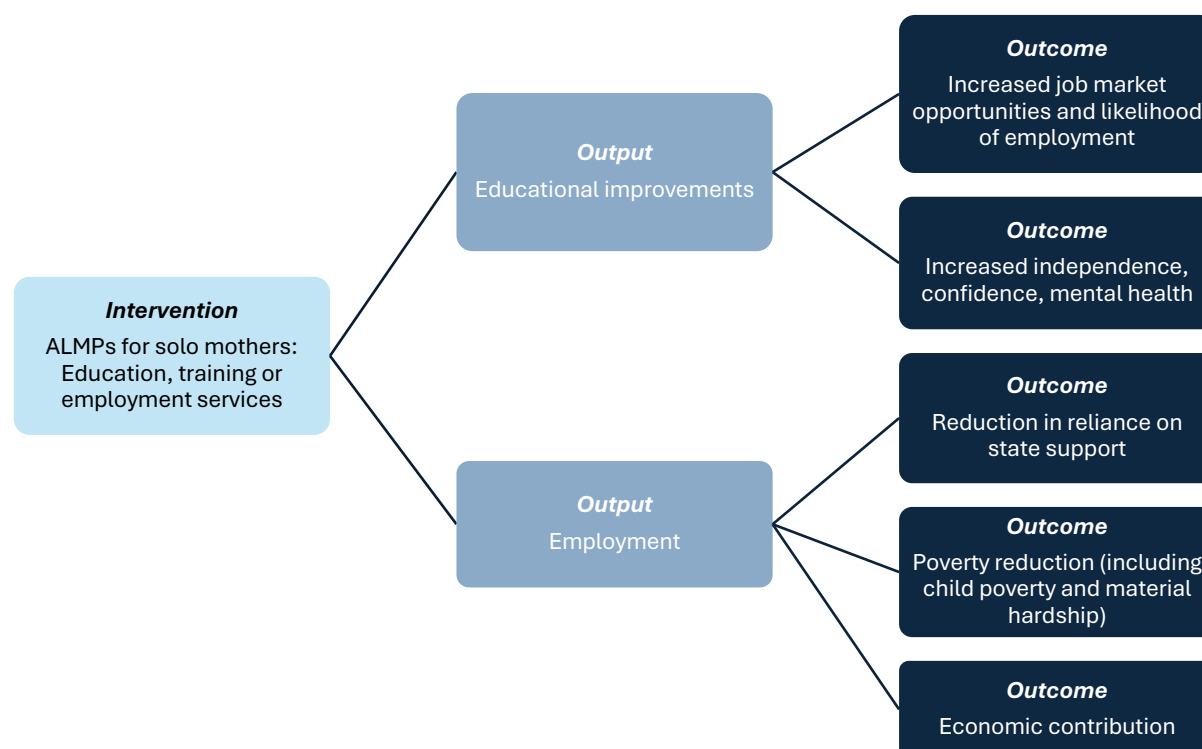 Intervention
ALMPs for solo mothers:
Education, training or
employment services
Output
Educational improvements
Output
Employment
Outcome
Increased job market
opportunities and likelihood
of employment
Outcome
Increased independence,
confidence, mental health
Outcome
Reduction in reliance on
state support
Outcome
Poverty reduction (including
child poverty and material
hardship)
Outcome
Economic contribution